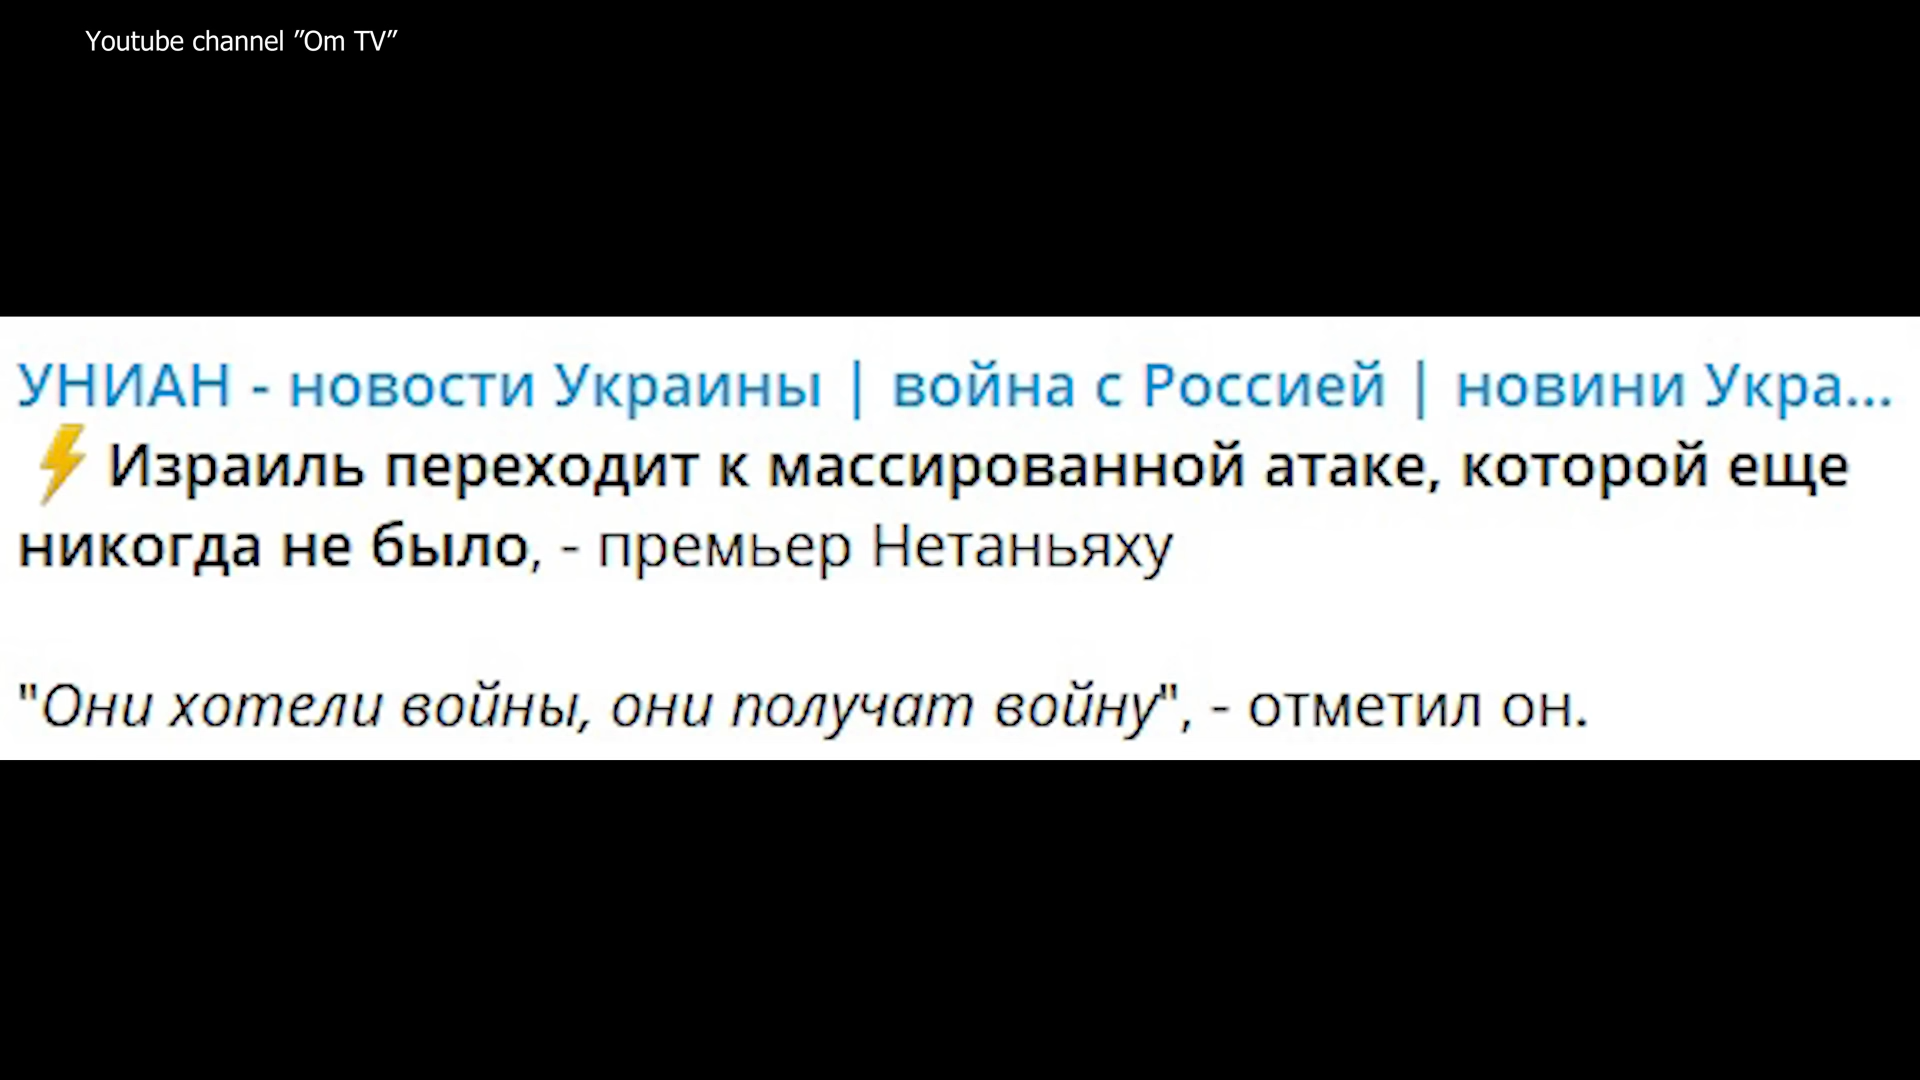 Youtube channel ”Om TV”
УНИАН - новости Украины | война с Россией | новини Укра...
⚡ Израиль переходит к массированной атаке, которой еще
никогда не было, - премьер Нетаньяху
"Они хотели войны, они получат войну", - отметил он.